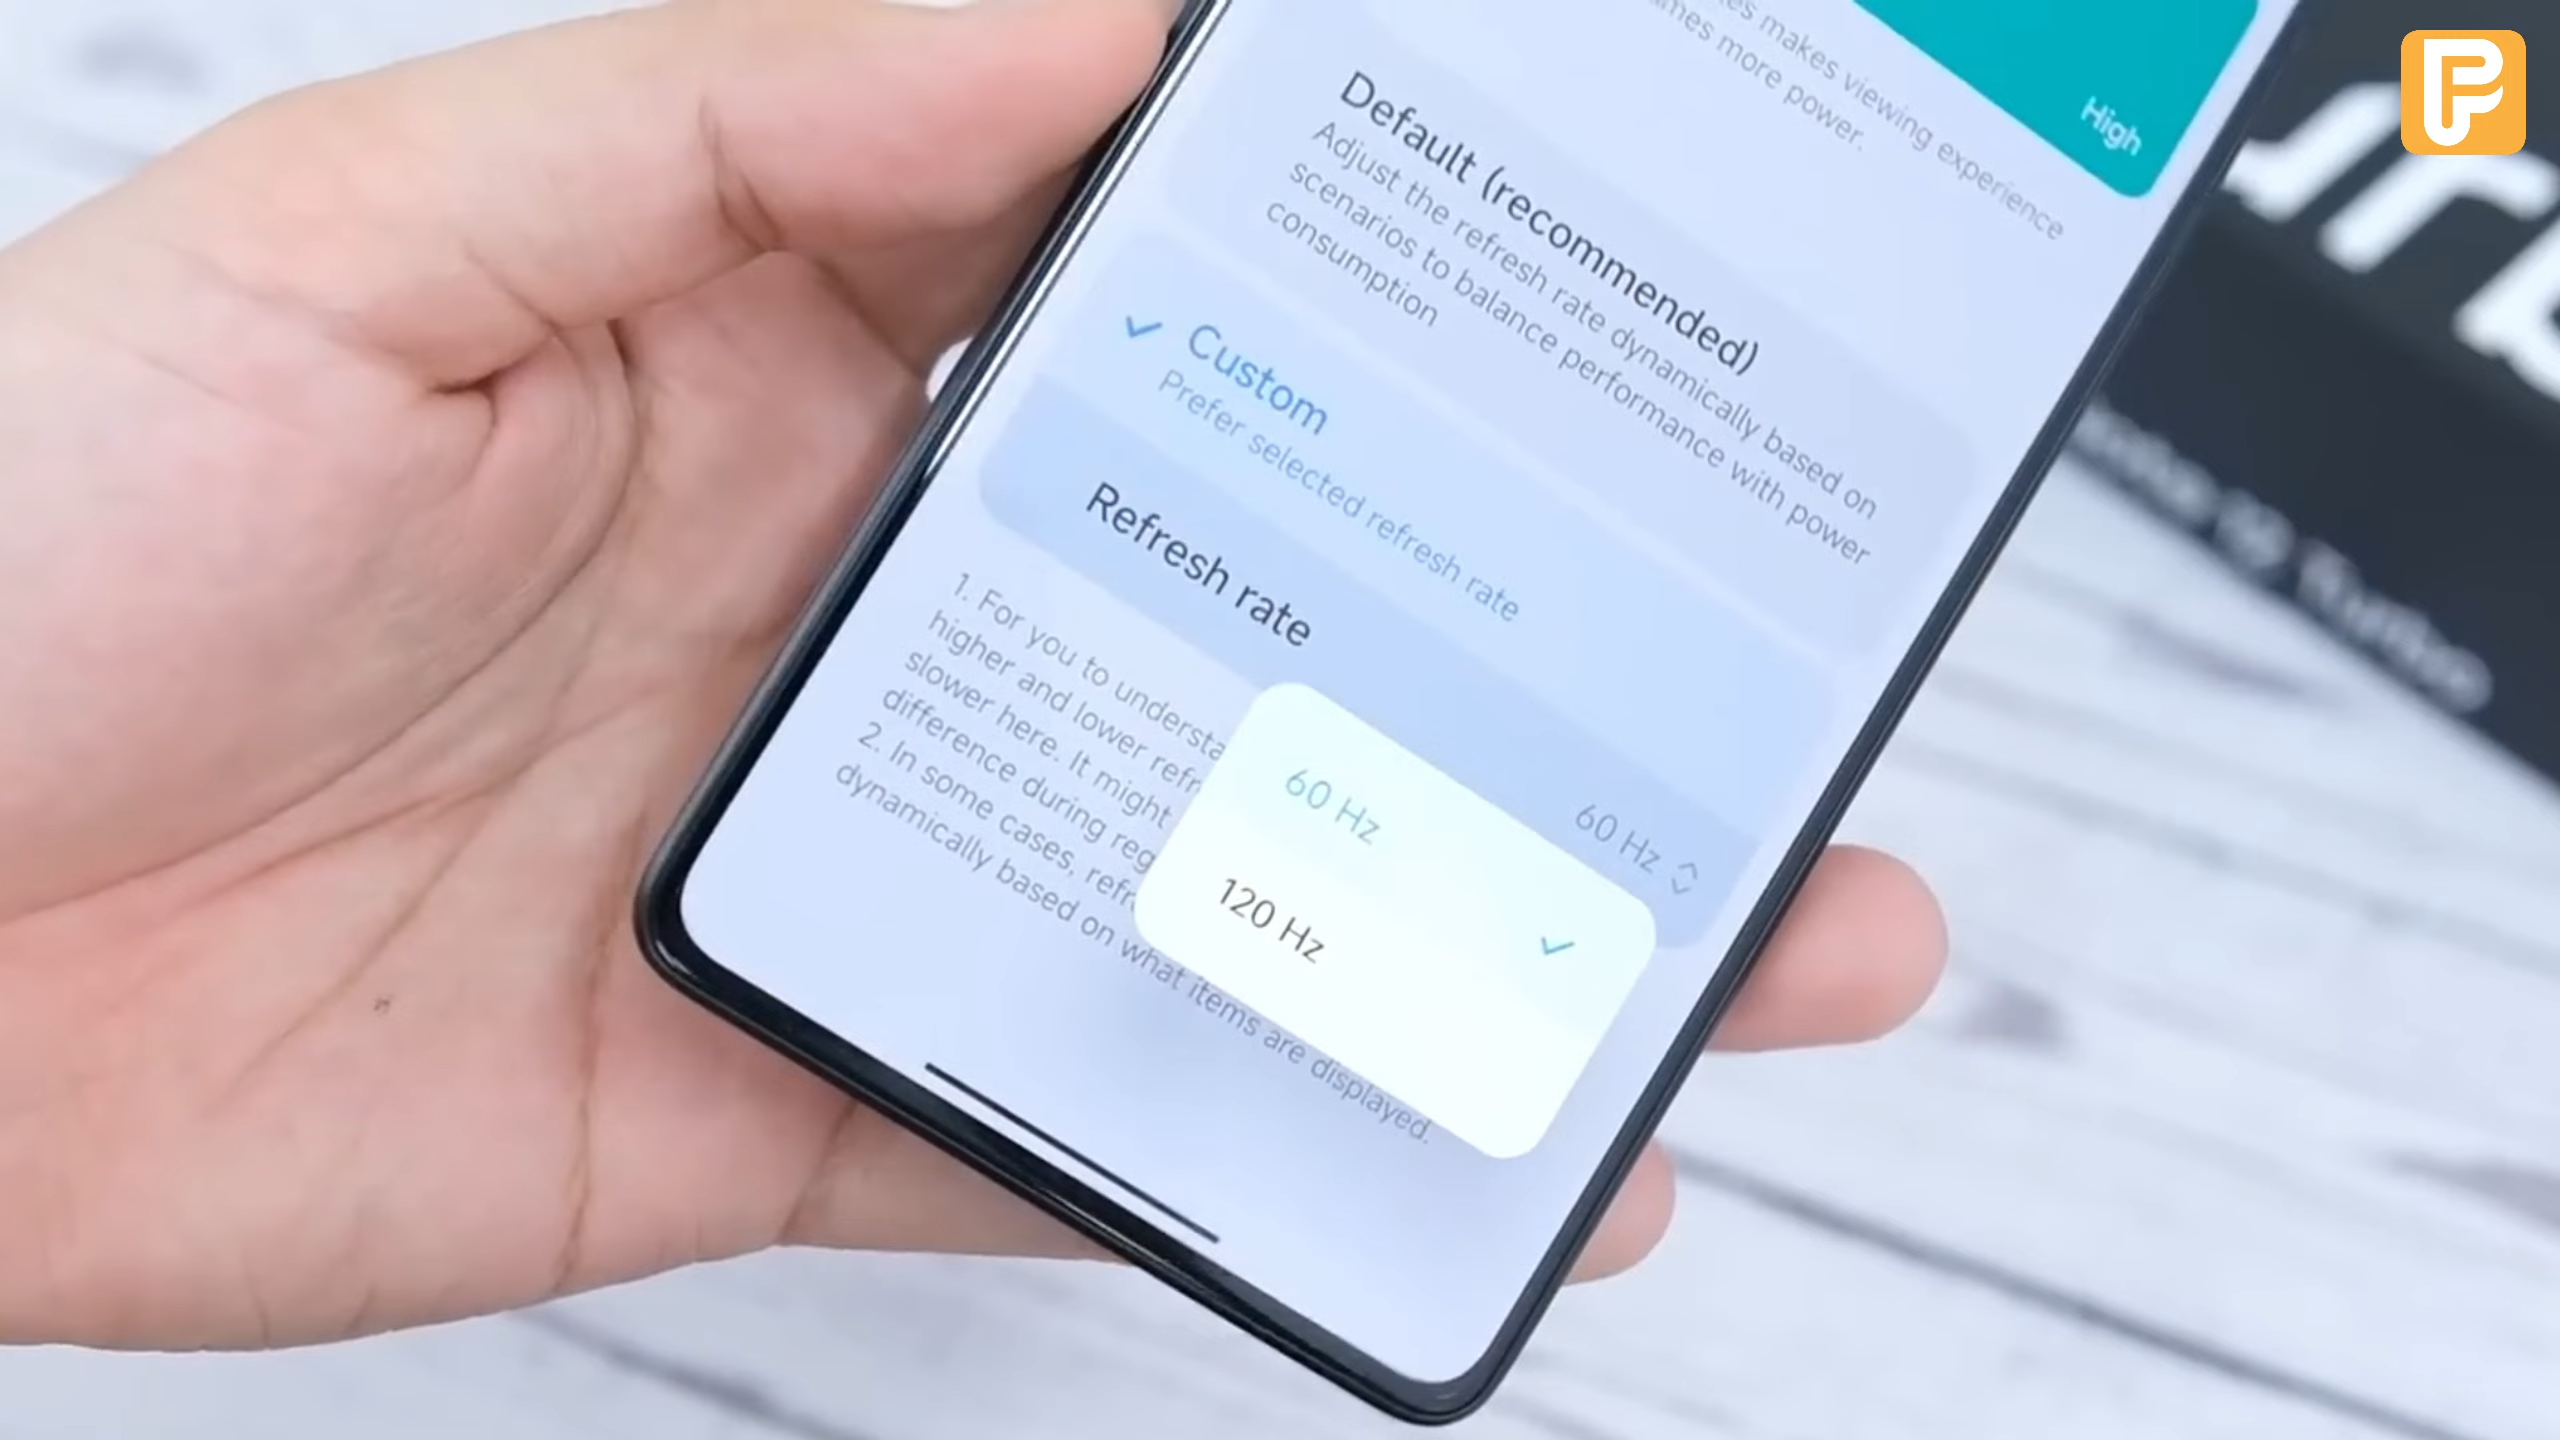 es makes viewing experience
mes more power.
High
Default (recommended)
Adjust the refresh rate dynamically based on
scenarios to balance performance with power
consumption
Custom
Prefer selected refresh rate
Refresh rate
60 Hz
60 Hz
120 Hz
1. For you to understa
higher and lower refr
slower here. It might
difference during reg
2. In some cases, refre
dynamically based on what items are displayed.
Turbo